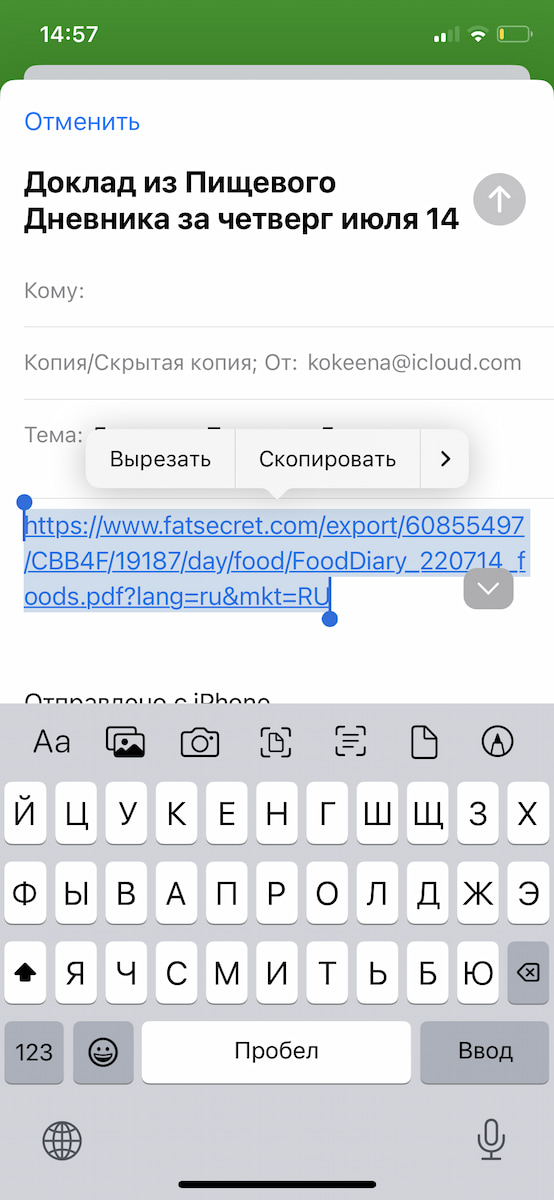 14:57
Отменить
Доклад из Пищевого
Дневника за четверг июля 14
Кому:
Копия/Скрытая копия; От: kokeena@icloud.com
Тема:
Вырезать Скопировать
https://www.fatsecret.com/export/60855497
/CBB4F/19187/day/food/FoodDiary_220714_f
oods.pdf?lang=ru&mkt=RU
Отправлено с iPhone
Aa
Й Ц У К Е Н Г Ш Щ З Х
Ф Ы В А П Р О Л Д Ж Э
Я Ч С М И Т Ь Б Ю
123 Пробел Ввод